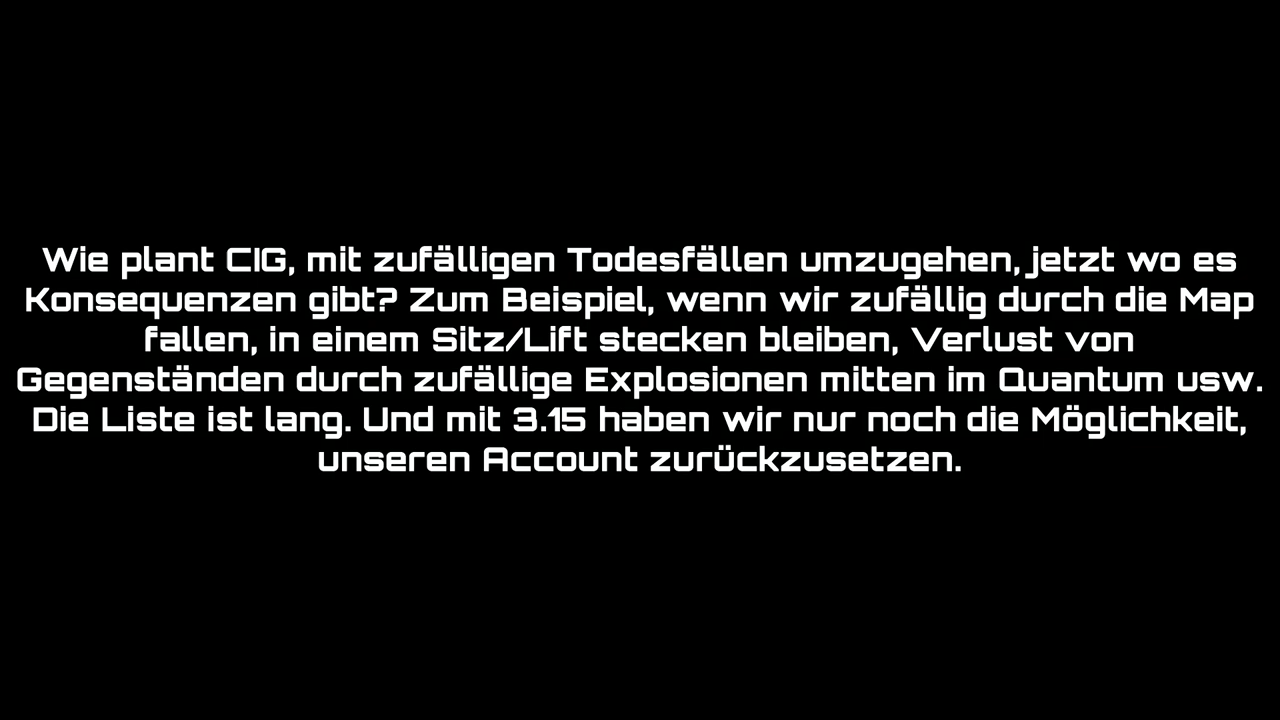 Wie plant CIG, mit zufälligen Todesfällen umzugehen, jetzt wo es
Konsequenzen gibt? Zum Beispiel, wenn wir zufällig durch die Map
fallen, in einem Sitz/Lift stecken bleiben, Verlust von
Gegenständen durch zufällige Explosionen mitten im Quantum usw.
Die Liste ist lang. Und mit 3.15 haben wir nur noch die Möglichkeit,
unseren Account zurückzusetzen.